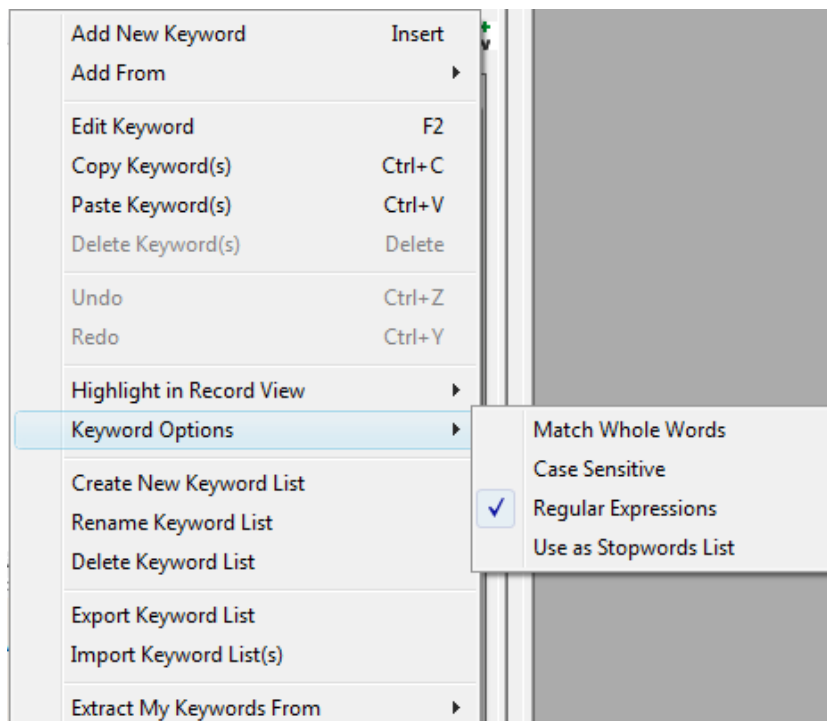 Add New Keyword Insert
Add From
Edit Keyword F2
Copy Keyword(s) Ctrl+C
Paste Keyword(s) Ctrl+V
Delete Keyword(s) Delete
Undo Ctrl+Z
Redo Ctrl+Y
Highlight in Record View
Keyword Options
Match Whole Words
Case Sensitive
Regular Expressions
Use as Stopwords List
Create New Keyword List
Rename Keyword List
Delete Keyword List
Export Keyword List
Import Keyword List(s)
Extract My Keywords From